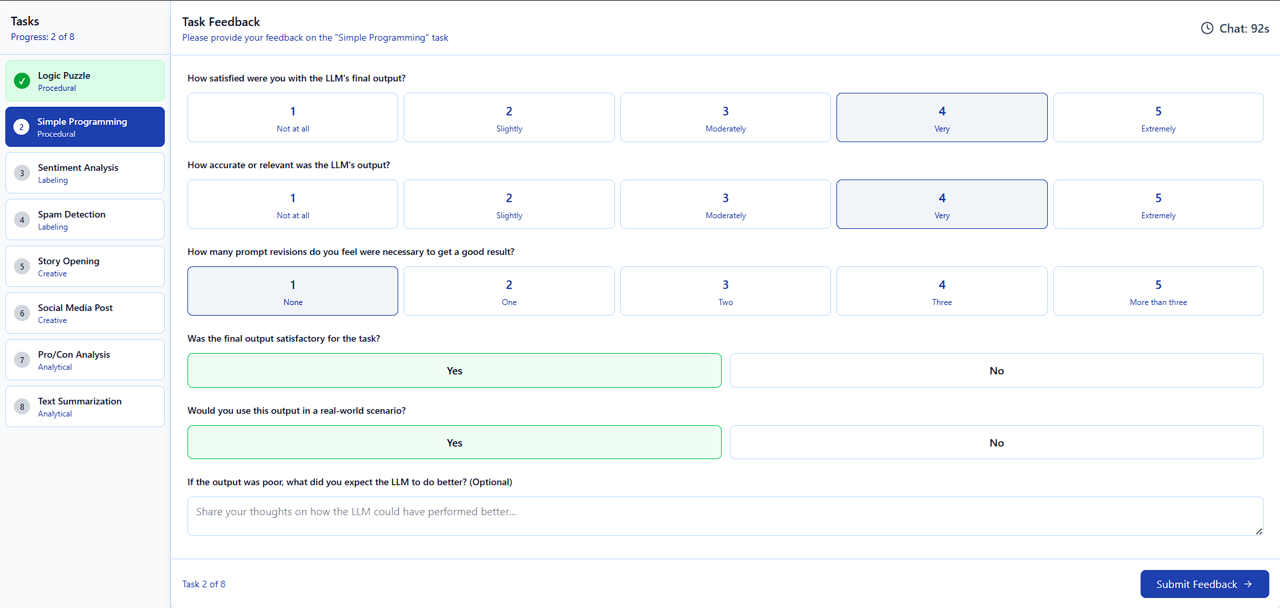 Tasks
Progress: 2 of 8
✓
Logic Puzzle
Procedural
2
Simple Programming
Procedural
3
Sentiment Analysis
Labeling
4
Spam Detection
Labeling
5
Story Opening
Creative
6
Social Media Post
Creative
7
Pro/Con Analysis
Analytical
8
Text Summarization
Analytical
Task Feedback
Please provide your feedback on the "Simple Programming" task
Chat: 92s
How satisfied were you with the LLM's final output?
1 2 3 4 5
Not at all Slightly Moderately Very Extremely
How accurate or relevant was the LLM's output?
1 2 3 4 5
Not at all Slightly Moderately Very Extremely
How many prompt revisions do you feel were necessary to get a good result?
1 2 3 4 5
None One Two Three More than three
Was the final output satisfactory for the task?
Yes No
Would you use this output in a real-world scenario?
Yes No
If the output was poor, what did you expect the LLM to do better? (Optional)
Share your thoughts on how the LLM could have performed better...
Task 2 of 8
Submit Feedback →